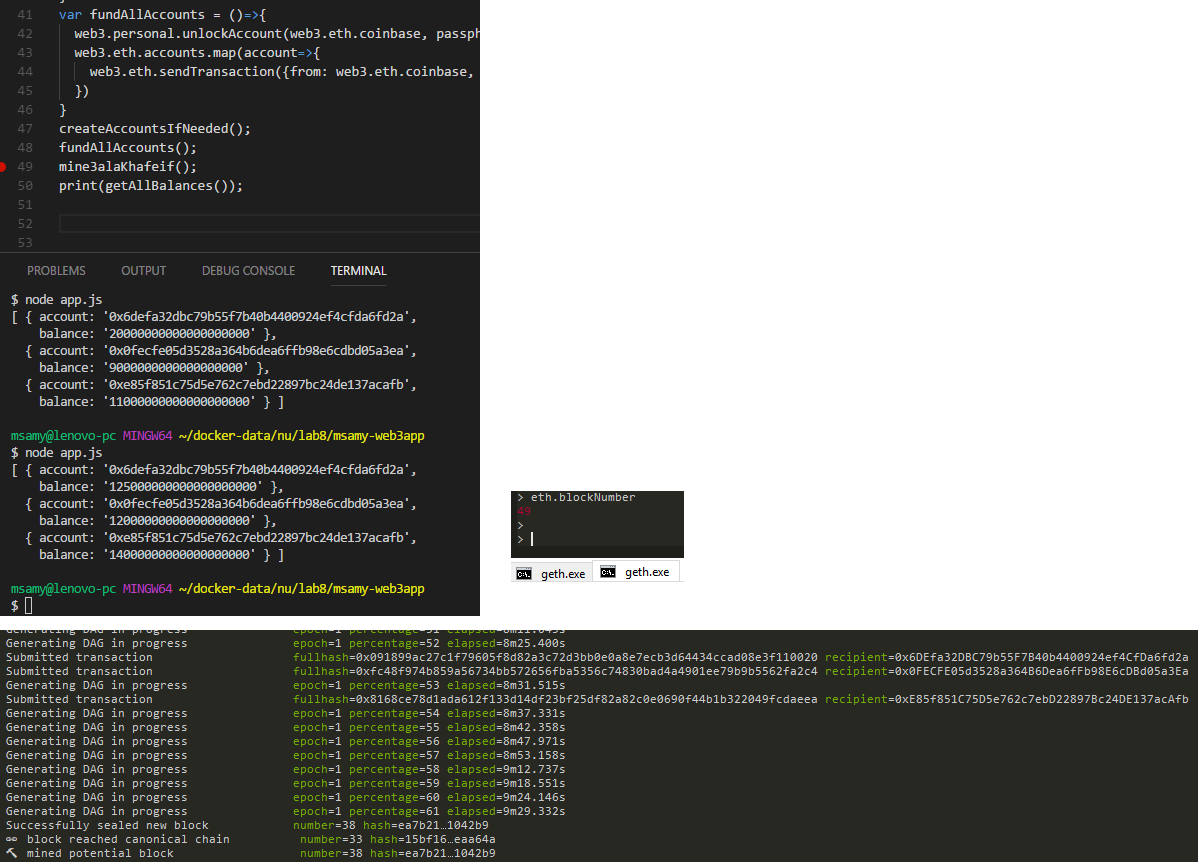 41 var fundAllAccounts = ()=>{
42 web3.personal.unlockAccount(web3.eth.coinbase, passph
43 web3.eth.accounts.map(account=>{
44 web3.eth.sendTransaction({from: web3.eth.coinbase,
45 })
46 }
47 createAccountsIfNeeded();
48 fundAllAccounts();
49 mine3alaKhafeif();
50 print(getAllBalances());
51
52
53
PROBLEMS OUTPUT DEBUG CONSOLE TERMINAL
$ node app.js
[ { account: '0x6defa32dbc79b55f7b40b4400924ef4cfda6fd2a',
balance: '20000000000000000000' },
{ account: '0x0fecfe05d3528a364b6dea6ffb98e6cdbd05a3ea',
balance: '9000000000000000000' },
{ account: '0xe85f851c75d5e762c7ebd22897bc24de137acafb',
balance: '11000000000000000000' } ]
msamy@lenovo-pc MINGW64 ~/docker-data/nu/lab8/msamy-web3app
$ node app.js
[ { account: '0x6defa32dbc79b55f7b40b4400924ef4cfda6fd2a',
balance: '125000000000000000000' },
{ account: '0x0fecfe05d3528a364b6dea6ffb98e6cdbd05a3ea',
balance: '12000000000000000000' },
{ account: '0xe85f851c75d5e762c7ebd22897bc24de137acafb',
balance: '14000000000000000000' } ]
msamy@lenovo-pc MINGW64 ~/docker-data/nu/lab8/msamy-web3app
$
> eth.blockNumber
49
>
>
geth.exe geth.exe
Generating DAG in progress epoch=1 percentage=51 elapsed=8m11.045s
Generating DAG in progress epoch=1 percentage=52 elapsed=8m25.400s
Submitted transaction fullhash=0x091899ac27c1f79605f8d82a3c72d3bb0e0a8e7ecb3d64434ccad08e3f110020 recipient=0x6DEfa32DBC79b55F7B40b4400924ef4CfDa6fd2a
Submitted transaction fullhash=0xfc48f974b859a56734bb572656fba5356c74830bad4a4901ee79b9b5562fa2c4 recipient=0x0FECFE05d3528a364B6Dea6fFb98E6cDBd05a3Ea
Generating DAG in progress epoch=1 percentage=53 elapsed=8m31.515s
Submitted transaction fullhash=0x8168ce78d1ada612f133d14df23bf25df82a82c0e0690f44b1b322049fcdaeea recipient=0xE85f851C75D5e762c7ebD22897Bc24DE137acAfb
Generating DAG in progress epoch=1 percentage=54 elapsed=8m37.331s
Generating DAG in progress epoch=1 percentage=55 elapsed=8m42.358s
Generating DAG in progress epoch=1 percentage=56 elapsed=8m47.971s
Generating DAG in progress epoch=1 percentage=57 elapsed=8m53.158s
Generating DAG in progress epoch=1 percentage=58 elapsed=9m12.737s
Generating DAG in progress epoch=1 percentage=59 elapsed=9m18.551s
Generating DAG in progress epoch=1 percentage=60 elapsed=9m24.146s
Generating DAG in progress epoch=1 percentage=61 elapsed=9m29.332s
Successfully sealed new block number=38 hash=ea7b21…1042b9
block reached canonical chain number=33 hash=15bf16…eaa64a
mined potential block number=38 hash=ea7b21…1042b9